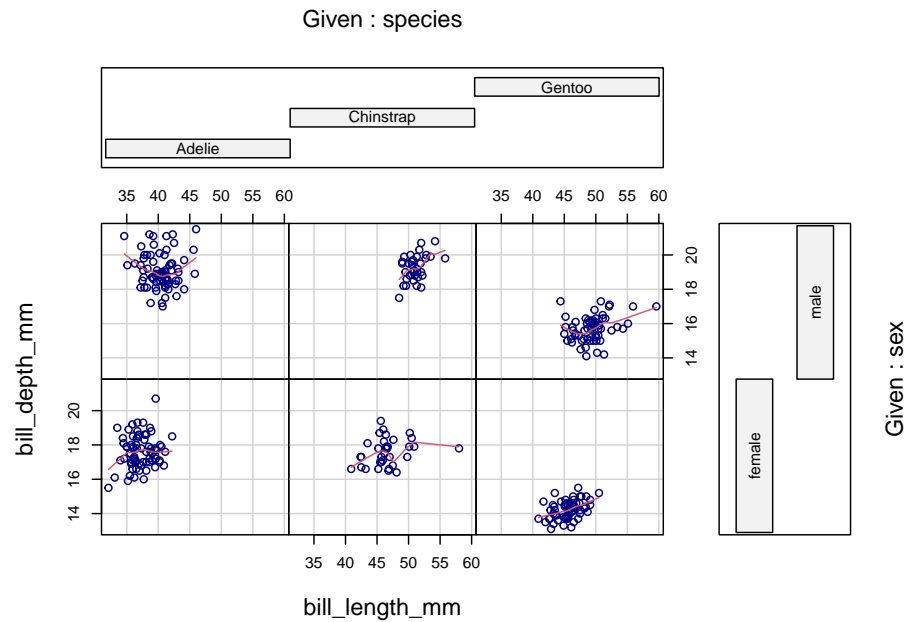 Given : species
Gentoo
Chinstrap
Adelie
35 40 45 50 55 60
35 40 45 50 55 60
14 16 18 20
male
bill_depth_mm
Given : sex
14 16 18 20
female
35 40 45 50 55 60
bill_length_mm